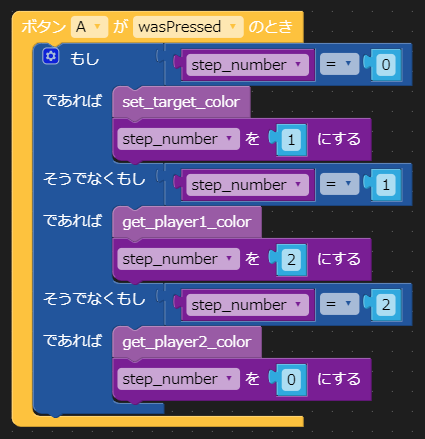 ボタン A が wasPressed のとき
もし step_number = 0
であれば set_target_color
step_number を 1 にする
そうでなくもし step_number = 1
であれば get_player1_color
step_number を 2 にする
そうでなくもし step_number = 2
であれば get_player2_color
step_number を 0 にする